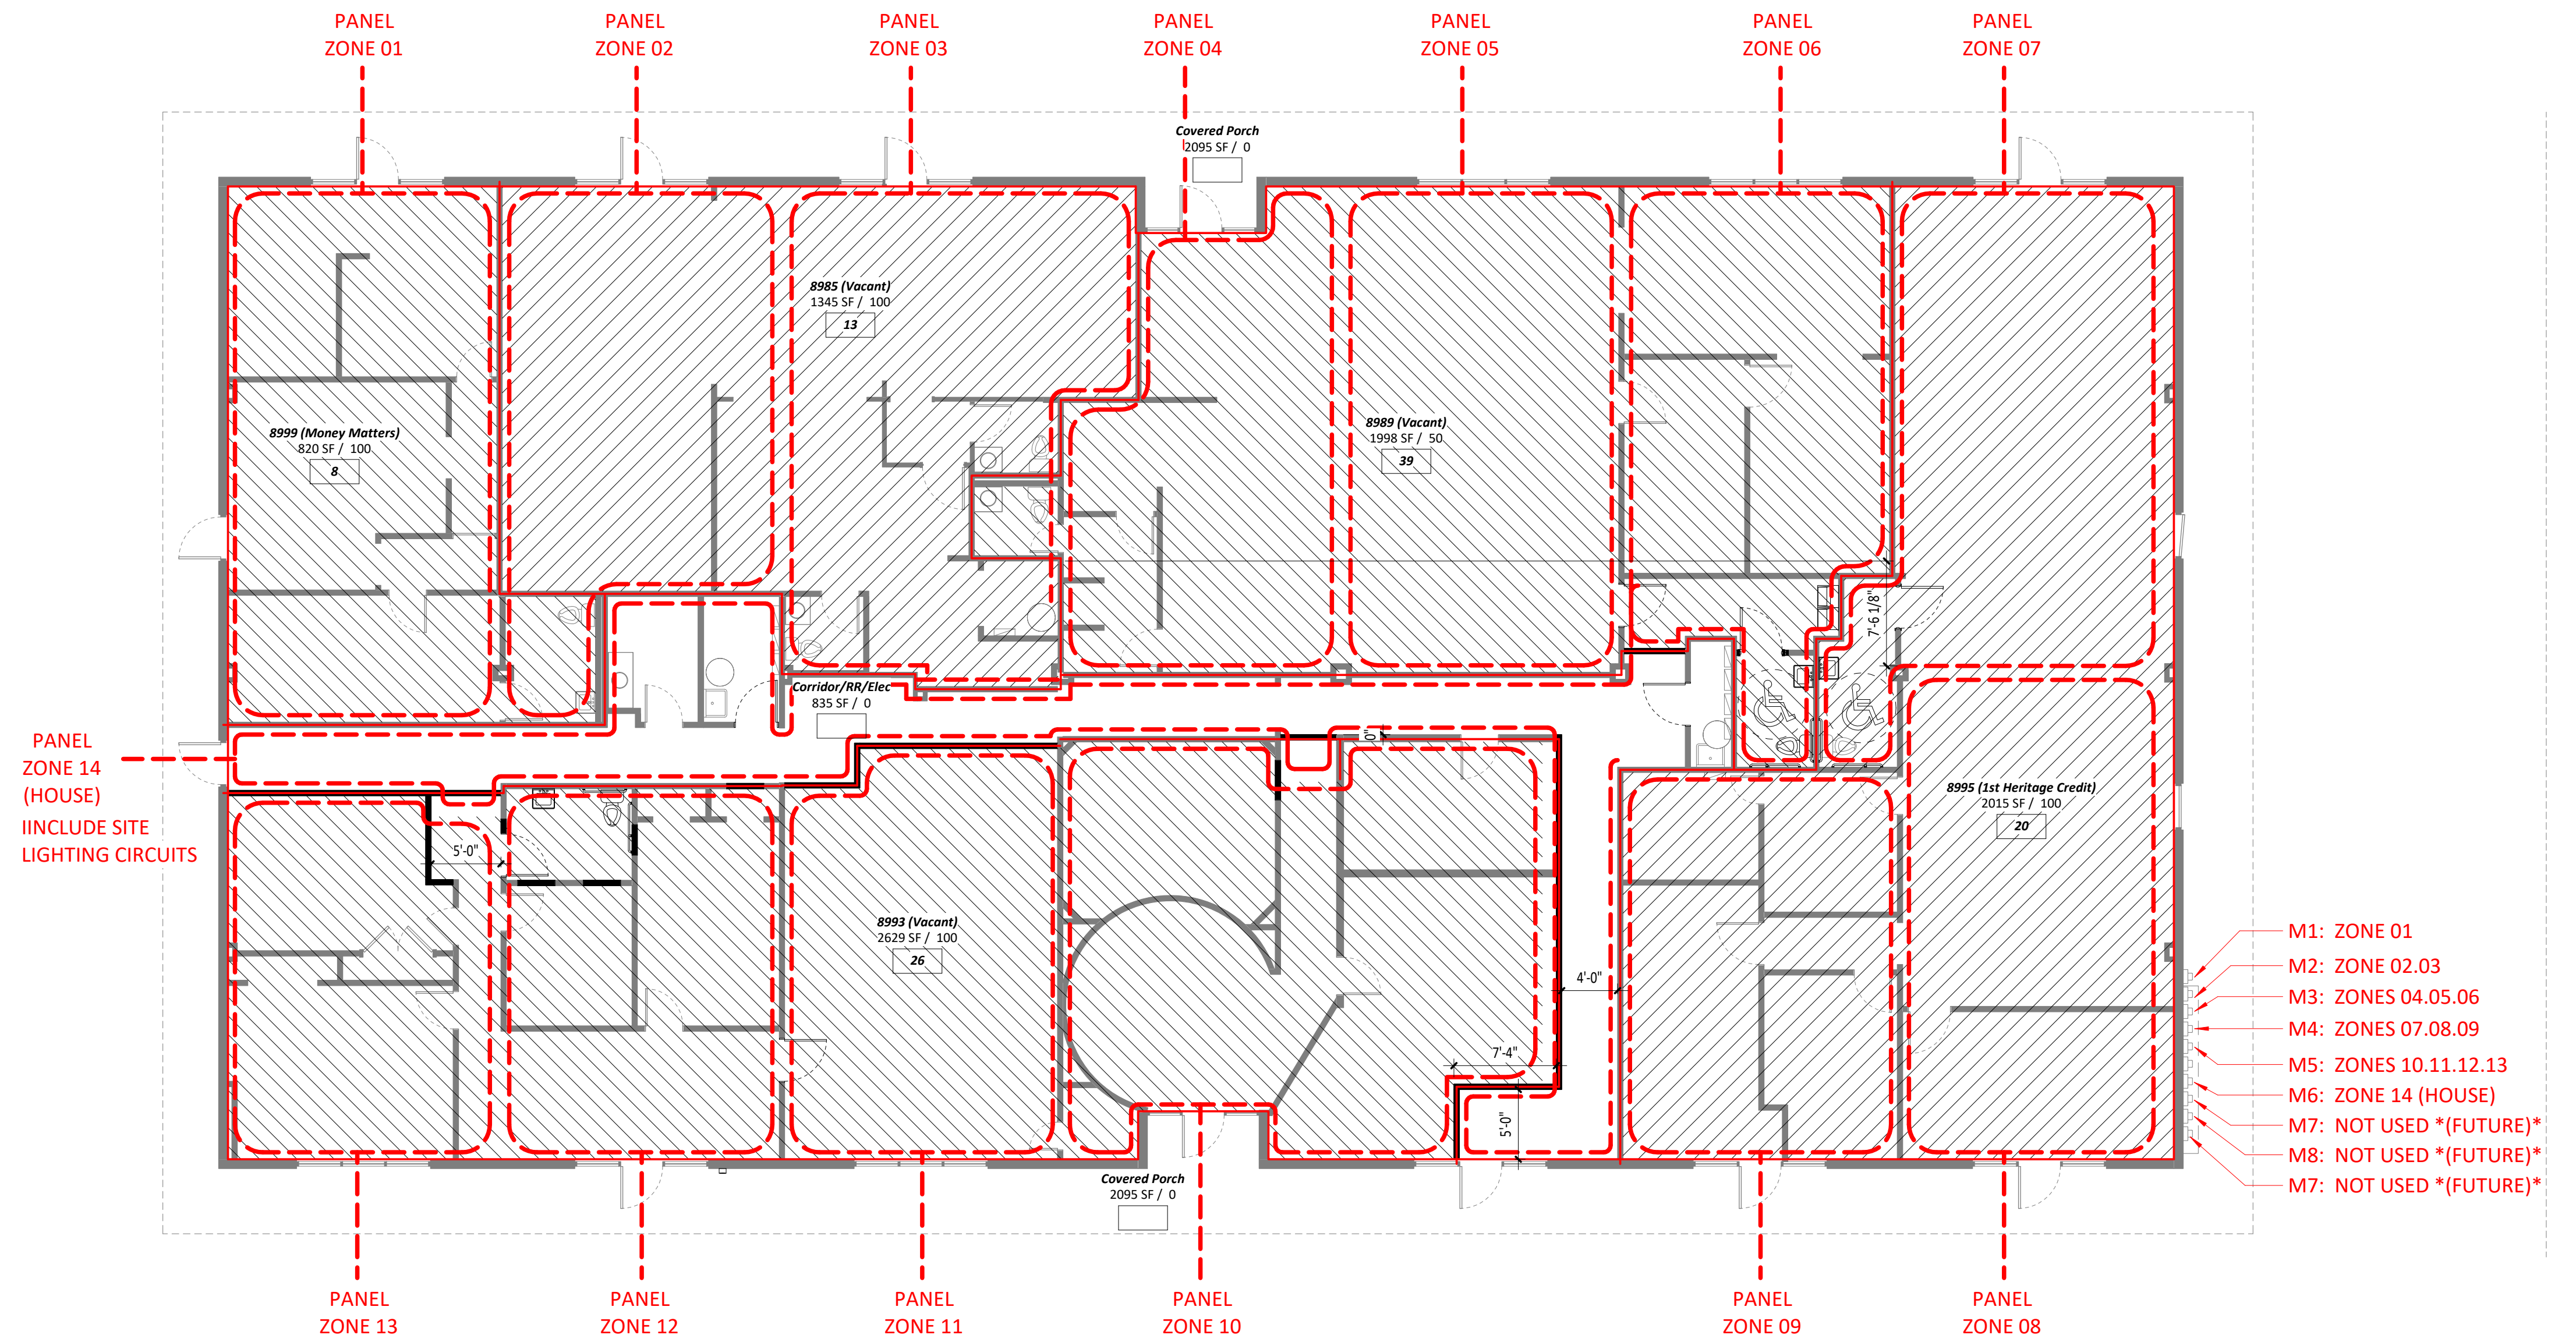 PANEL
ZONE 01
PANEL
ZONE 02
PANEL
ZONE 03
PANEL
ZONE 04
PANEL
ZONE 05
PANEL
ZONE 06
PANEL
ZONE 07
Covered Porch
2095 SF / 0
8985 (Vacant)
1345 SF / 100
13
8999 (Money Matters)
820 SF / 100
8
8989 (Vacant)
1998 SF / 50
39
7'-6 1/8"
Corridor/RR/Elec
835 SF / 0
PANEL
ZONE 14
(HOUSE)
IINCLUDE SITE
LIGHTING CIRCUITS
5'-0"
8995 (1st Heritage Credit)
2015 SF / 100
20
8993 (Vacant)
2629 SF / 100
26
4'-0"
7'-4"
5'-0"
M1: ZONE 01
M2: ZONE 02.03
M3: ZONES 04.05.06
M4: ZONES 07.08.09
M5: ZONES 10.11.12.13
M6: ZONE 14 (HOUSE)
M7: NOT USED *(FUTURE)*
M8: NOT USED *(FUTURE)*
M7: NOT USED *(FUTURE)*
Covered Porch
2095 SF / 0
PANEL
ZONE 13
PANEL
ZONE 12
PANEL
ZONE 11
PANEL
ZONE 10
PANEL
ZONE 09
PANEL
ZONE 08